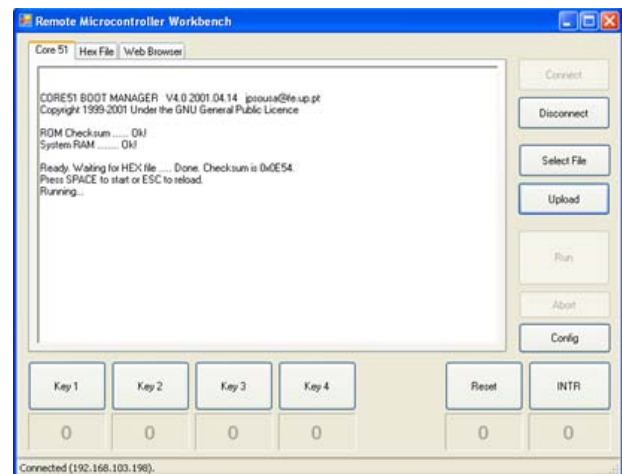 Remote Microcontroller Workbench
Core 51 Hex File Web Browser
CORE51 BOOT MANAGER V4.0 2001.04.14 jpsousa@fe.up.pt
Copyright 1999-2001 Under the GNU General Public Licence
ROM Checksum ...... Ok!
System RAM ......... Ok!
Ready. Waiting for HEX file ..... Done. Checksum is 0x0E54.
Press SPACE to start or ESC to reload.
Running...
Connect
Disconnect
Select File
Upload
Run
Abort
Config
Key 1 Key 2 Key 3 Key 4 Reset INTR
0 0 0 0 0 0
Connected (192.168.103.198).